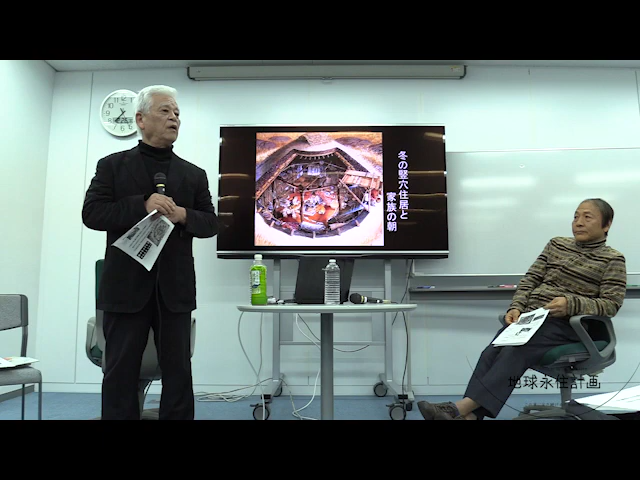 冬の竪穴住居と
家族の朝
地球永住計画